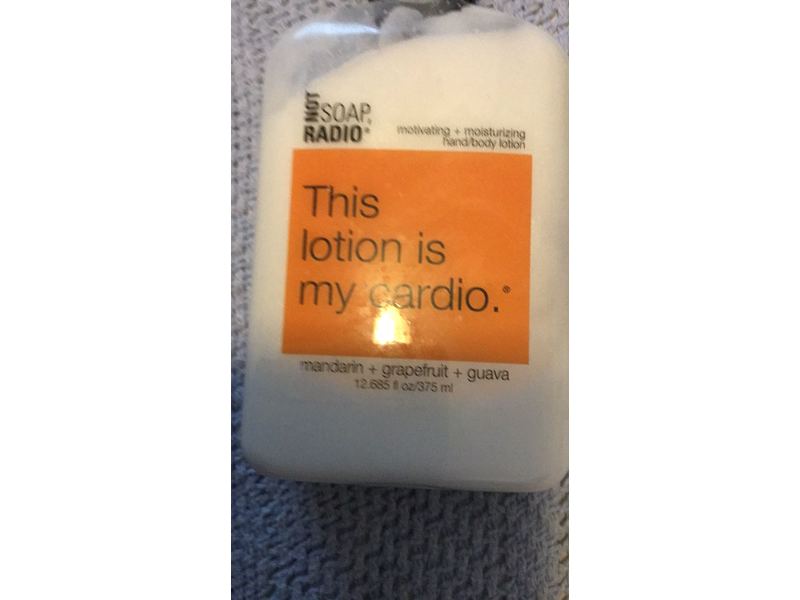 NOT
SOAP,
RADIO®
motivating + moisturizing
hand/body lotion
This
lotion is
my cardio.®
mandarin + grapefruit + guava
12.685 fl oz/375 ml